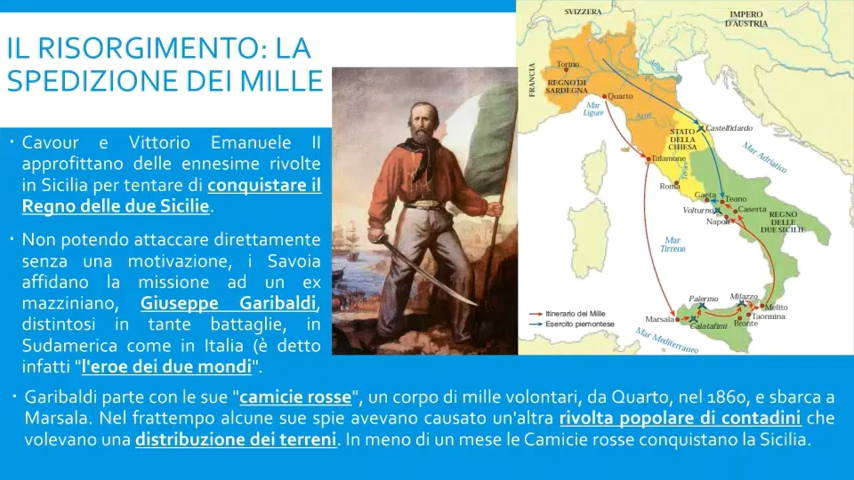 IL RISORGIMENTO: LA
SPEDIZIONE DEI MILLE
Cavour e Vittorio Emanuele II
approfittano delle ennesime rivolte
in Sicilia per tentare di conquistare il
Regno delle due Sicilie.
Non potendo attaccare direttamente
senza una motivazione, i Savoia
affidano la missione ad un ex
mazziniano, Giuseppe Garibaldi,
distintosi in tante battaglie, in
Sudamerica come in Italia (è detto
infatti "l'eroe dei due mondi".
Garibaldi parte con le sue "camicie rosse", un corpo di mille volontari, da Quarto, nel 1860, e sbarca a
Marsala. Nel frattempo alcune sue spie avevano causato un'altra rivolta popolare di contadini che
volevano una distribuzione dei terreni. In meno di un mese le Camicie rosse conquistano la Sicilia.
SVIZZERA
IMPERO
D'AUSTRIA
FRANCIA
Torino
REGNO DI
SARDEGNA
Adige
Po
Quarto
Mar
Ligure
Arno
STATO
DELLA
CHIESA
Castelfidardo
Mar Adriatico
Talamone
Tevere
Roma
Gaeta
Teano
Volturno
Caserta
Napoli
REGNO
DELLE
DUE SICILIE
Mar
Tirreno
Palermo
Milazzo
Melito
Marsala
Calatafimi
Bronte
Taormina
Mar Mediterraneo
Itinerario dei Mille
Esercito piemontese